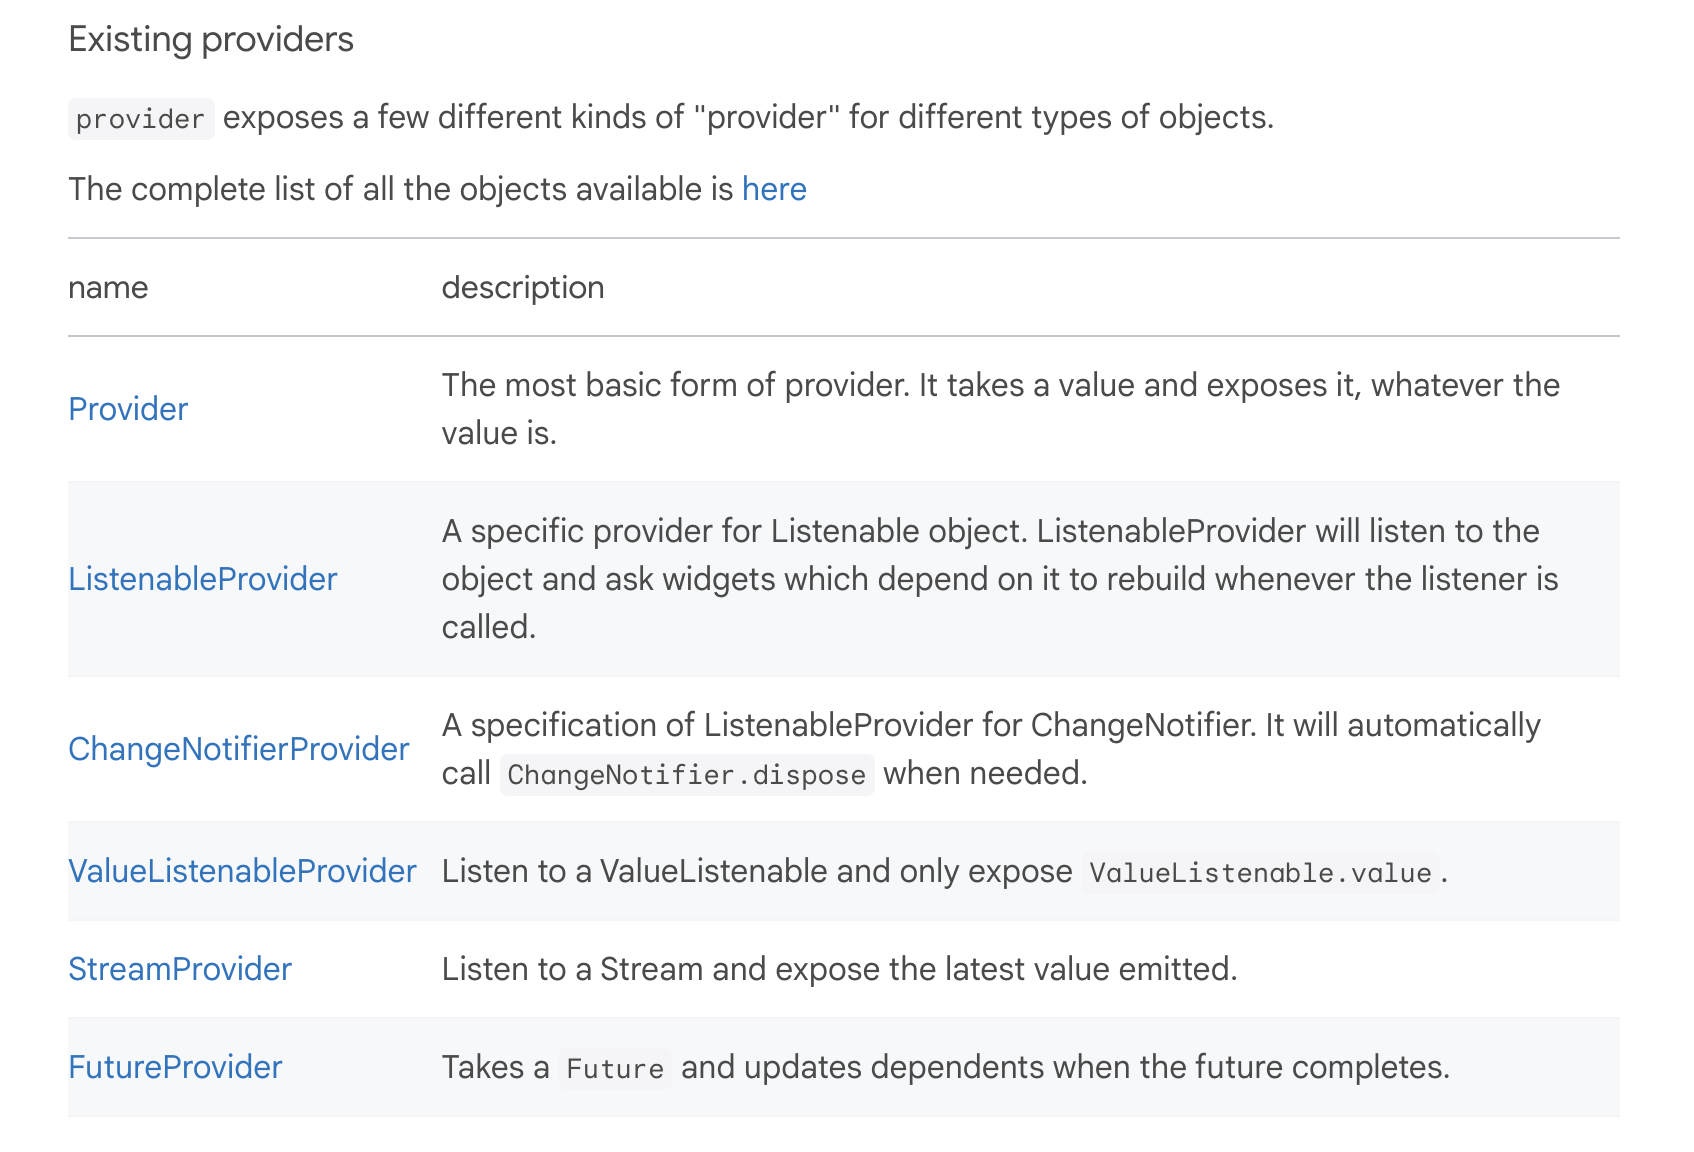 Existing providers
provider exposes a few different kinds of "provider" for different types of objects.
The complete list of all the objects available is here
name description
Provider
The most basic form of provider. It takes a value and exposes it, whatever the
value is.
ListenableProvider
A specific provider for Listenable object. ListenableProvider will listen to the
object and ask widgets which depend on it to rebuild whenever the listener is
called.
ChangeNotifierProvider
A specification of ListenableProvider for ChangeNotifier. It will automatically
call ChangeNotifier.dispose when needed.
ValueListenableProvider Listen to a ValueListenable and only expose ValueListenable.value.
StreamProvider Listen to a Stream and expose the latest value emitted.
FutureProvider Takes a Future and updates dependents when the future completes.